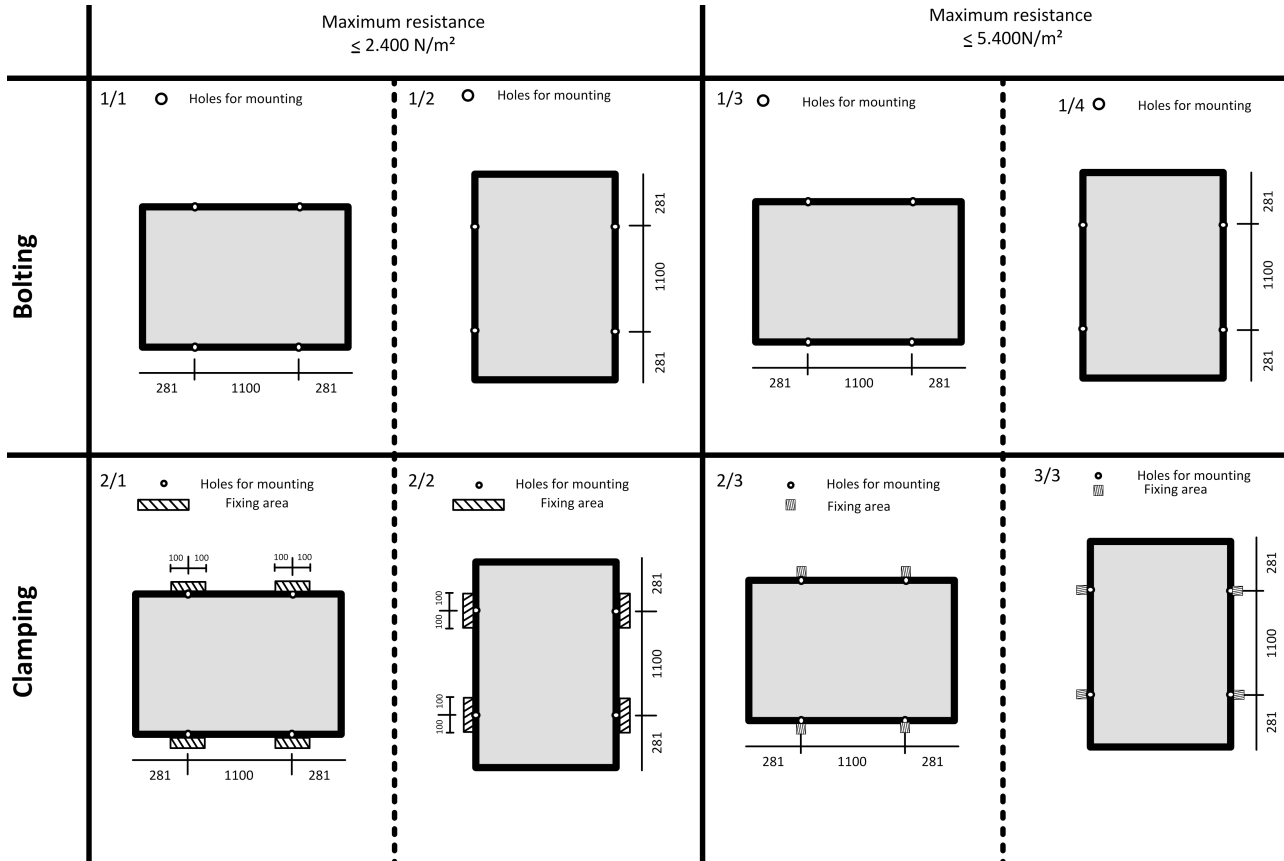 Maximum resistance
≤ 2.400 N/m²
Maximum resistance
≤ 5.400N/m²
Bolting
1/1 Holes for mounting
281 1100 281
1/2 Holes for mounting
281
1100
281
1/3 Holes for mounting
281 1100 281
1/4 Holes for mounting
281
1100
281
Clamping
2/1 Holes for mounting
Fixing area
100 100 100 100
281 1100 281
2/2 Holes for mounting
Fixing area
100
100
100
100
281
1100
281
2/3 Holes for mounting
Fixing area
281 1100 281
3/3 Holes for mounting
Fixing area
281
1100
281